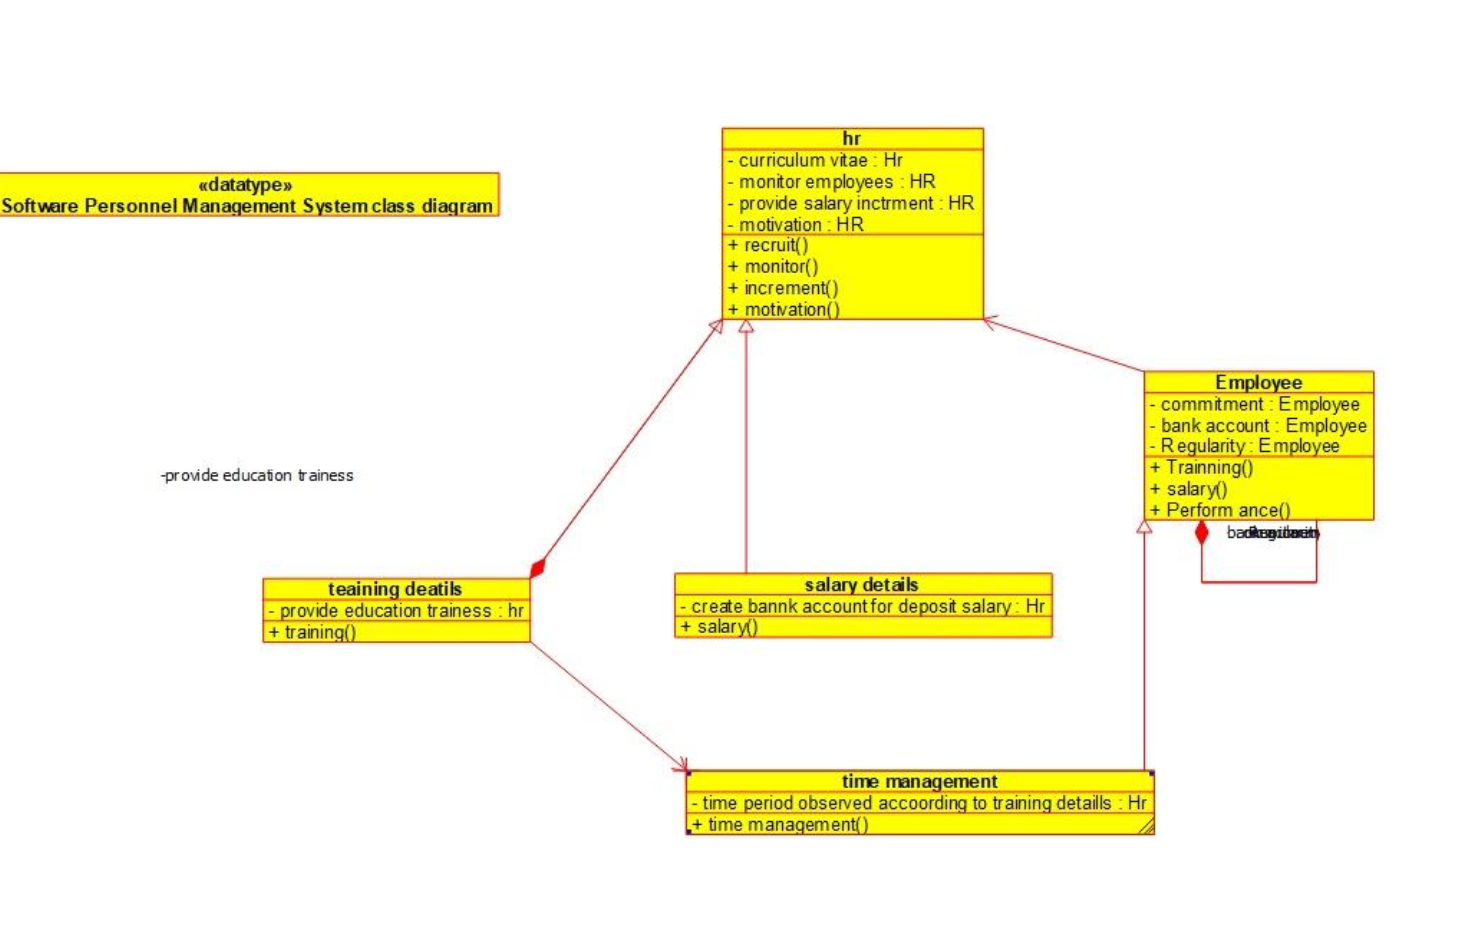 «datatype»
Software Personnel Management System class diagram
hr
- curriculum vitae : Hr
- monitor employees : HR
- provide salary inctrment : HR
- motivation : HR
+ recruit()
+ monitor()
+ increment()
+ motivation()
Employee
- commitment : Employee
- bank account : Employee
- Regularity : Employee
+ Trainning()
+ salary()
+ Perform ance()
-provide education trainess
teaining deatils
- provide education trainess : hr
+ training()
salary details
- create bannk account for deposit salary : Hr
+ salary()
time management
- time period observed accoording to training detaills : Hr
+ time management()